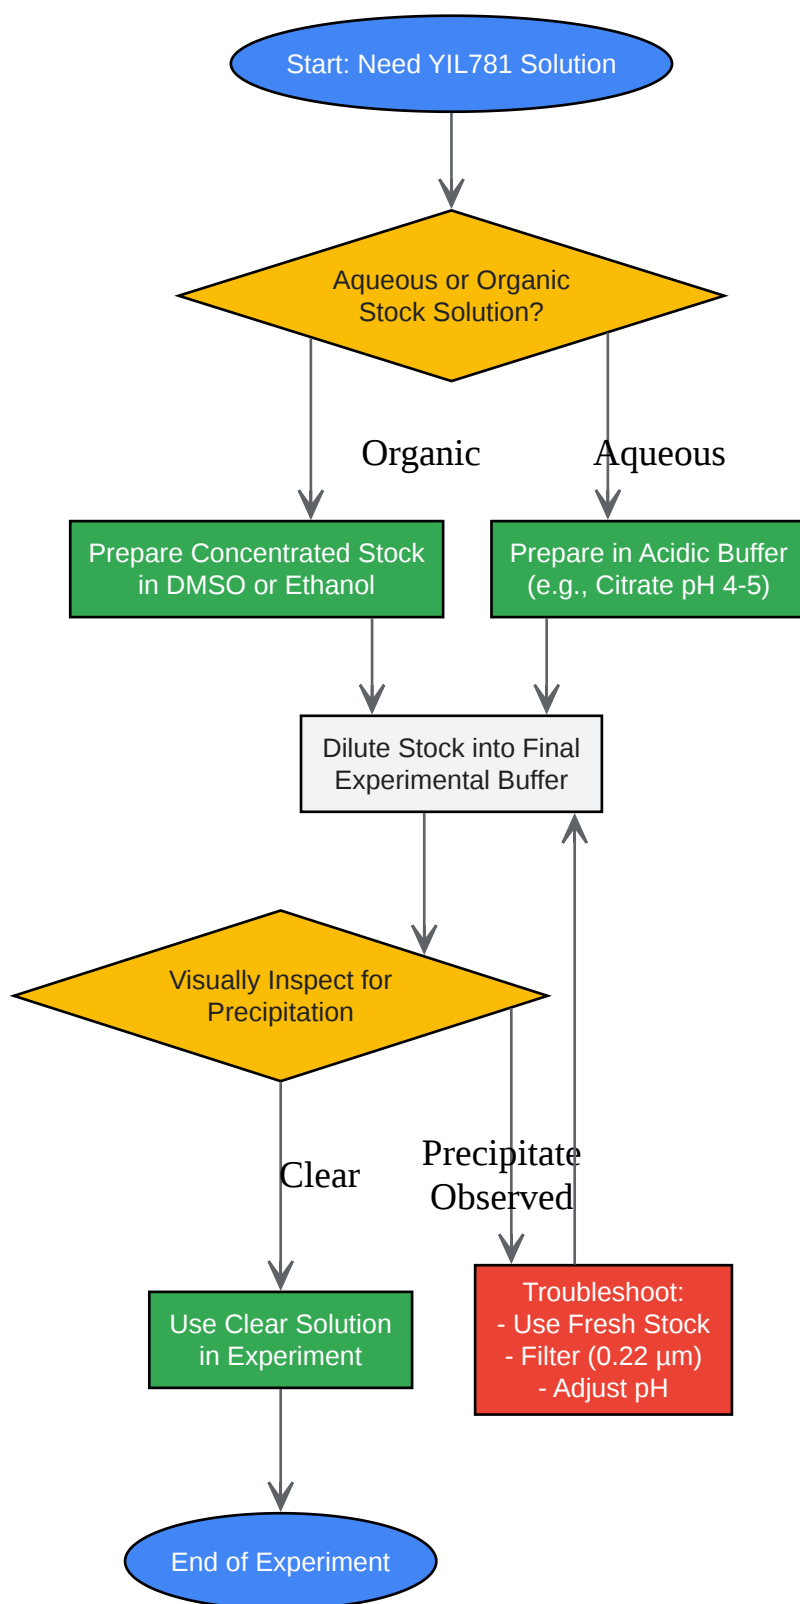 Start: Need YIL781 Solution
Aqueous or Organic
Stock Solution?
Organic
Aqueous
Prepare Concentrated Stock
in DMSO or Ethanol
Prepare in Acidic Buffer
(e.g., Citrate pH 4-5)
Dilute Stock into Final
Experimental Buffer
Visually Inspect for
Precipitation
Clear
Precipitate
Observed
Use Clear Solution
in Experiment
Troubleshoot:
- Use Fresh Stock
- Filter (0.22 µm)
- Adjust pH
End of Experiment